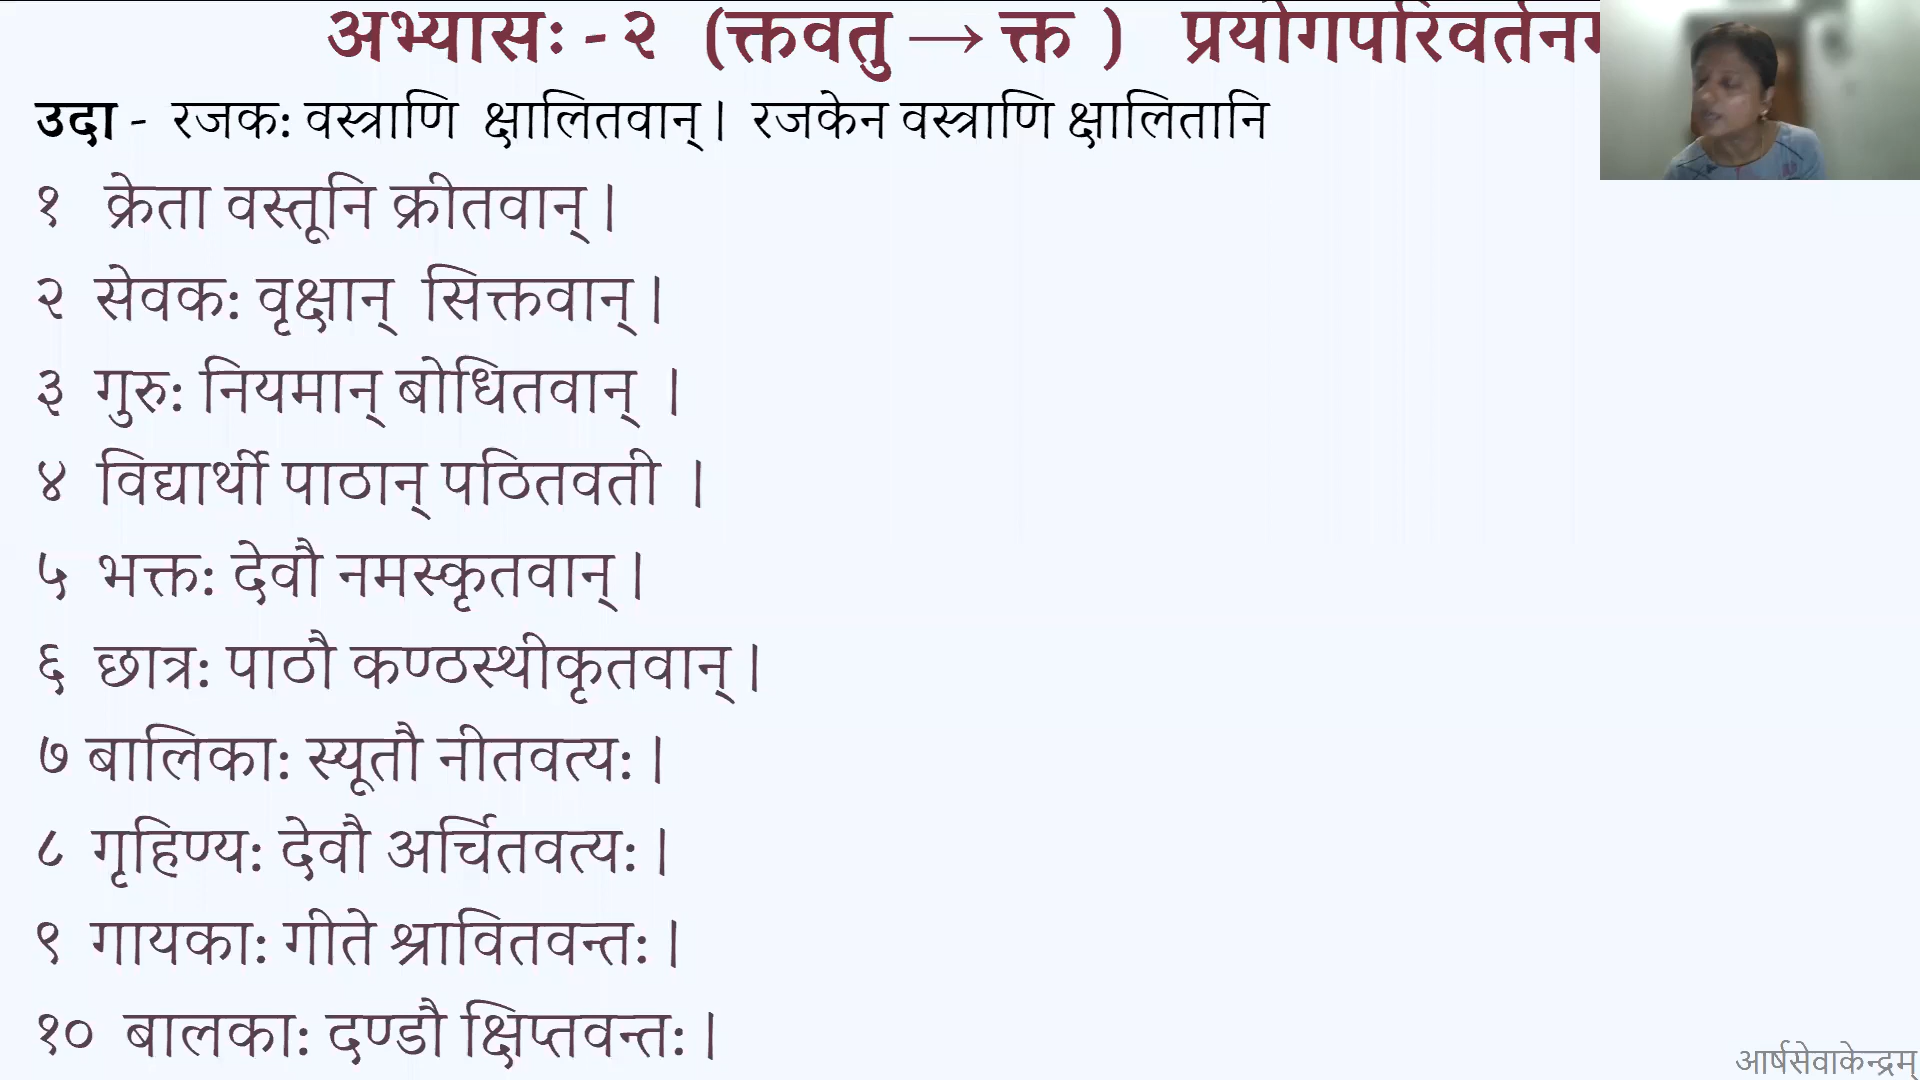 अभ्यासः - २ (क्तवतु → क्त ) प्रयोगपरिवर्तनम
उदा - रजकः वस्त्राणि क्षालितवान् । रजकेन वस्त्राणि क्षालितानि
१ क्रेता वस्तूनि क्रीतवान् ।
२ सेवकः वृक्षान् सिक्तवान् ।
३ गुरुः नियमान् बोधितवान् ।
४ विद्यार्थी पाठान् पठितवती ।
५ भक्तः देवौ नमस्कृतवान् ।
६ छात्रः पाठौ कण्ठस्थीकृतवान् ।
७ बालिकाः स्यूतौ नीतवत्यः ।
८ गृहिण्यः देवौ अर्चितवत्यः ।
९ गायकाः गीते श्रावितवन्तः ।
१० बालकाः दण्डौ क्षिप्तवन्तः ।
आर्षसेवाकेन्द्रम्